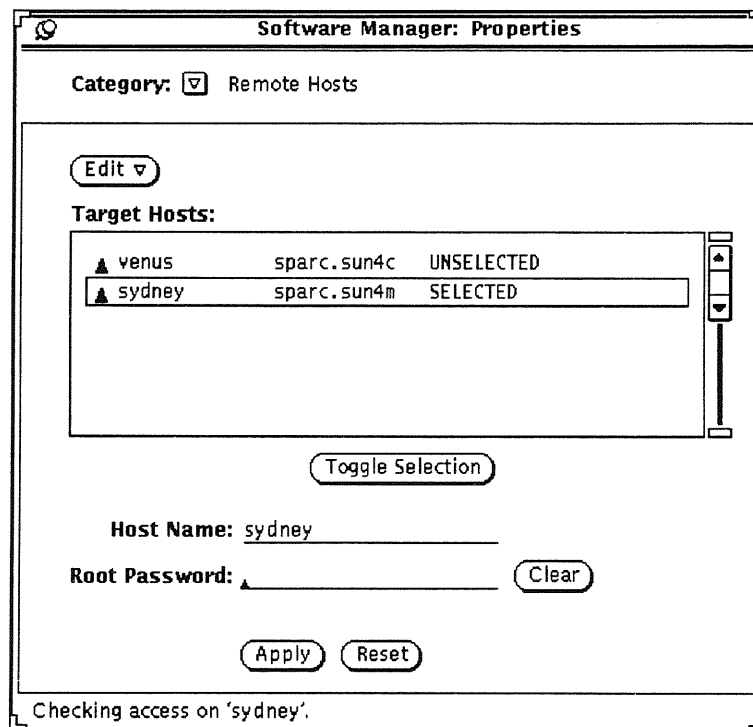 Software Manager: Properties
Category: Remote Hosts
Edit
Target Hosts:
venus sparc.sun4c UNSELECTED
sydney sparc.sun4m SELECTED
Toggle Selection
Host Name: sydney
Root Password: Clear
Apply Reset
Checking access on 'sydney'.